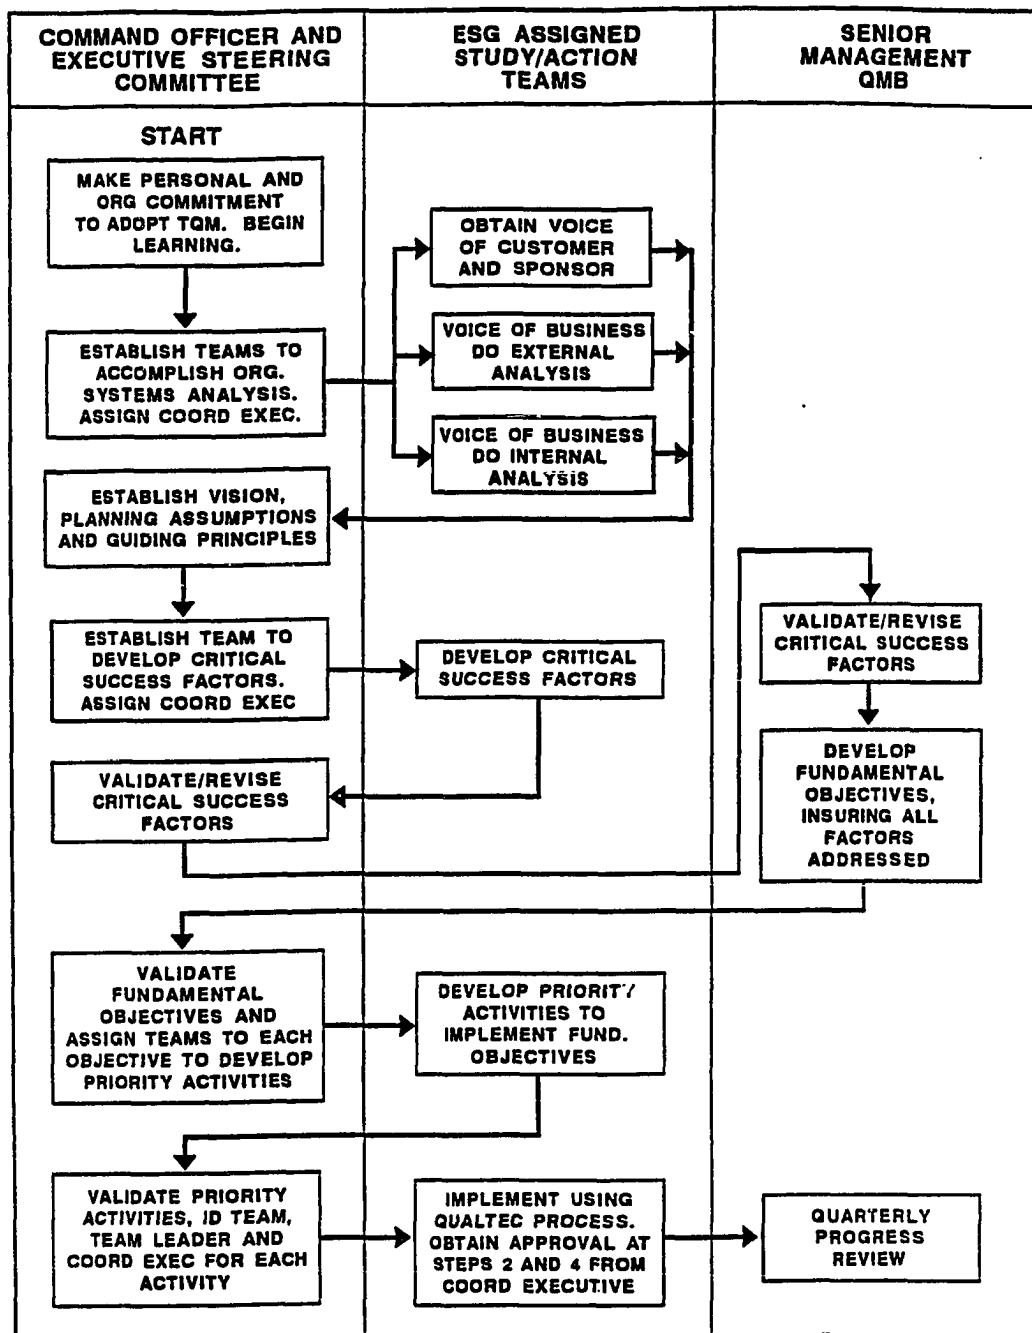 COMMAND OFFICER AND
EXECUTIVE STEERING
COMMITTEE
ESG ASSIGNED
STUDY/ACTION
TEAMS
SENIOR
MANAGEMENT
QMB
START
MAKE PERSONAL AND
ORG COMMITMENT
TO ADOPT TQM. BEGIN
LEARNING.
OBTAIN VOICE
OF CUSTOMER
AND SPONSOR
ESTABLISH TEAMS TO
ACCOMPLISH ORG.
SYSTEMS ANALYSIS.
ASSIGN COORD EXEC.
VOICE OF BUSINESS
DO EXTERNAL
ANALYSIS
VOICE OF BUSINESS
DO INTERNAL
ANALYSIS
ESTABLISH VISION,
PLANNING ASSUMPTIONS
AND GUIDING PRINCIPLES
ESTABLISH TEAM TO
DEVELOP CRITICAL
SUCCESS FACTORS.
ASSIGN COORD EXEC
DEVELOP CRITICAL
SUCCESS FACTORS
VALIDATE/REVISE
CRITICAL SUCCESS
FACTORS
VALIDATE/REVISE
CRITICAL SUCCESS
FACTORS
DEVELOP
FUNDAMENTAL
OBJECTIVES,
INSURING ALL
FACTORS
ADDRESSED
VALIDATE
FUNDAMENTAL
OBJECTIVES AND
ASSIGN TEAMS TO EACH
OBJECTIVE TO DEVELOP
PRIORITY ACTIVITIES
DEVELOP PRIORITY
ACTIVITIES TO
IMPLEMENT FUND.
OBJECTIVES
VALIDATE PRIORITY
ACTIVITIES, ID TEAM,
TEAM LEADER AND
COORD EXEC FOR EACH
ACTIVITY
IMPLEMENT USING
QUALTEC PROCESS.
OBTAIN APPROVAL AT
STEPS 2 AND 4 FROM
COORD EXECUTIVE
QUARTERLY
PROGRESS
REVIEW